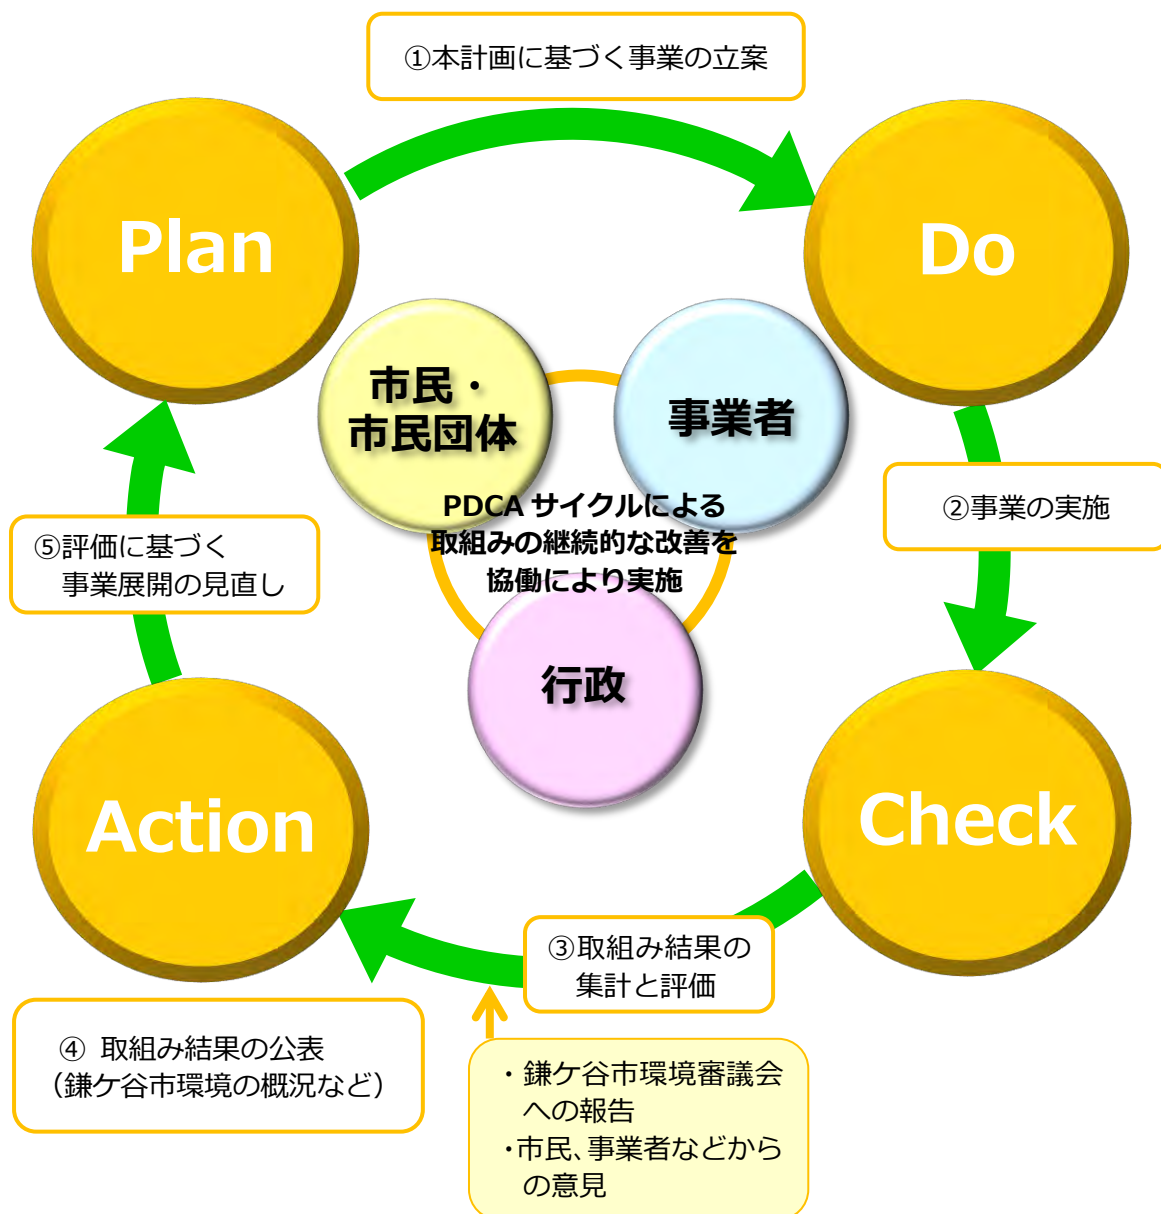 ①本計画に基づく事業の立案
Plan
Do
市民・
市民団体
事業者
PDCA サイクルによる
取組みの継続的な改善を
協働により実施
行政
②事業の実施
⑤評価に基づく
事業展開の見直し
Action
Check
③取組み結果の
集計と評価
④ 取組み結果の公表
（鎌ケ谷市環境の概況など）
・ 鎌ケ谷市環境審議会
への報告
・市民、事業者などから
の意見